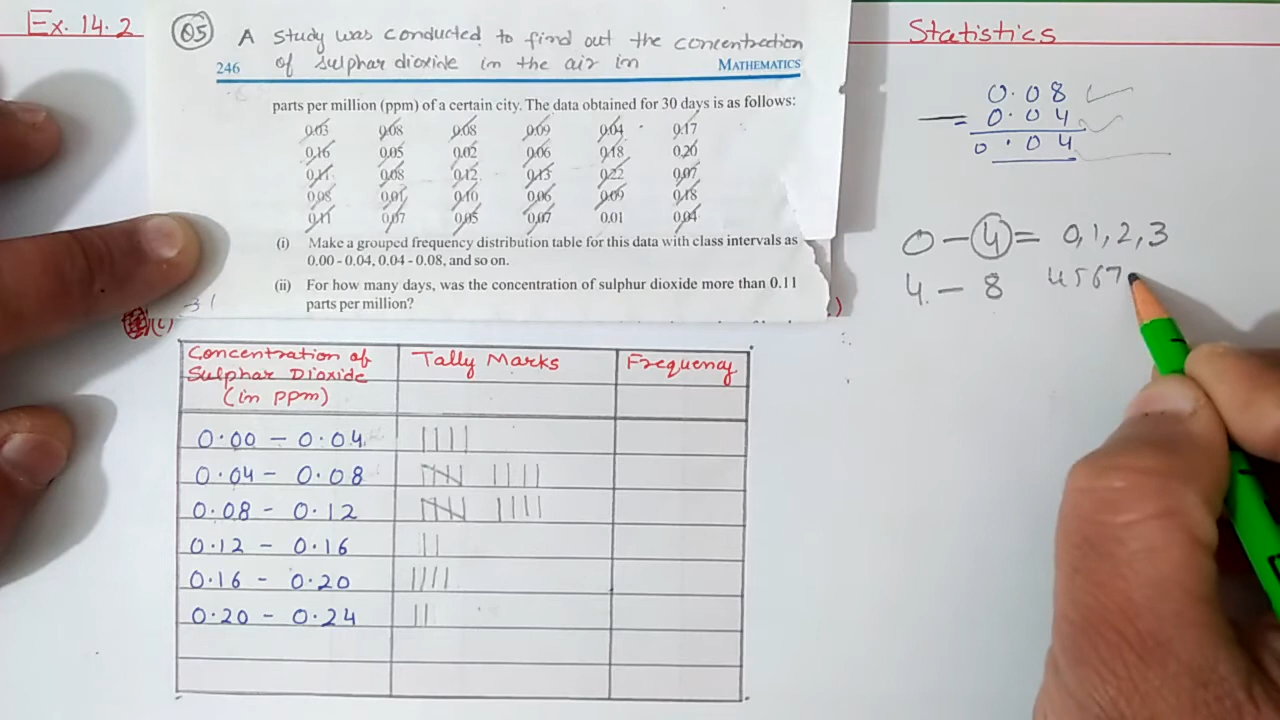 Ex. 14.2
Q5 A study was conducted to find out the concentraction
of Sulphar dioxide in the air in
246 MATHEMATICS
parts per million (ppm) of a certain city. The data obtained for 30 days is as follows:
0.03 0.08 0.08 0.09 0.04 0.17
0.16 0.05 0.02 0.06 0.18 0.20
0.11 0.08 0.12 0.13 0.22 0.07
0.08 0.01 0.10 0.06 0.09 0.18
0.11 0.07 0.05 0.07 0.01 0.04
(i) Make a grouped frequency distribution table for this data with class intervals as
0.00 - 0.04, 0.04 - 0.08, and so on.
(ii) For how many days, was the concentration of sulphur dioxide more than 0.11
parts per million?
(i)
Concentration of
Sulphar Dioxide
(in ppm)
Tally Marks
Frequency
0.00 - 0.04 ||||
0.04 - 0.08 |||| ||||
0.08 - 0.12 |||| ||||
0.12 - 0.16 ||
0.16 - 0.20 ||||
0.20 - 0.24 ||
Statistics
0.08
= 0.04
0.04
0 - 4 = 0, 1, 2, 3
4 - 8 4567